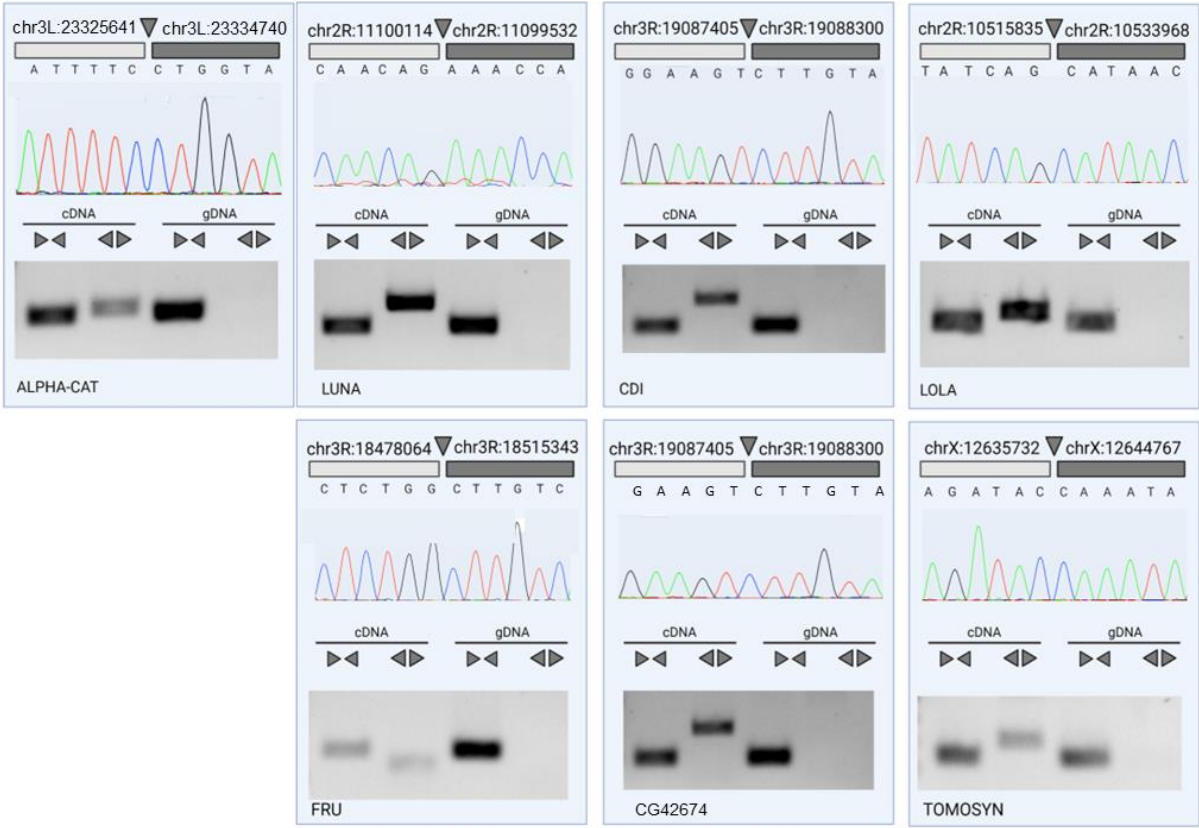 chr3L:23325641 chr3L:23334740
A T T T T C C T G G T A
cDNA gDNA
ALPHA-CAT
chr2R:11100114 chr2R:11099532
C A A C A G A A A C C A
cDNA gDNA
LUNA
chr3R:19087405 chr3R:19088300
G G A A G T C T T G T A
cDNA gDNA
CDI
chr2R:10515835 chr2R:10533968
T A T C A G C A T A A C
cDNA gDNA
LOLA
chr3R:18478064 chr3R:18515343
C T C T G G C T T G T C
cDNA gDNA
FRU
chr3R:19087405 chr3R:19088300
G A A G T C T T G T A
cDNA gDNA
CG42674
chrX:12635732 chrX:12644767
A G A T A C C A A A T A
cDNA gDNA
TOMOSYN